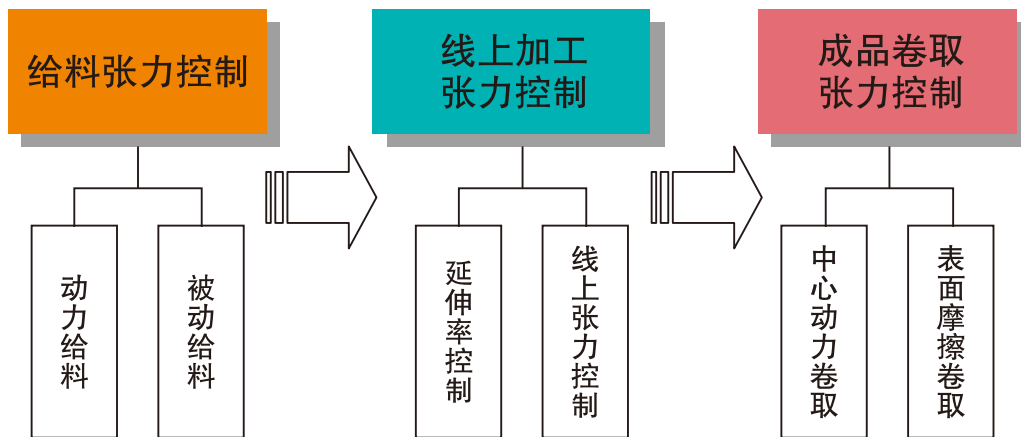 给料张力控制
线上加工
张力控制
成品卷取
张力控制
动力给料
被动给料
延伸率控制
线上张力控制
中心动力卷取
表面摩擦卷取